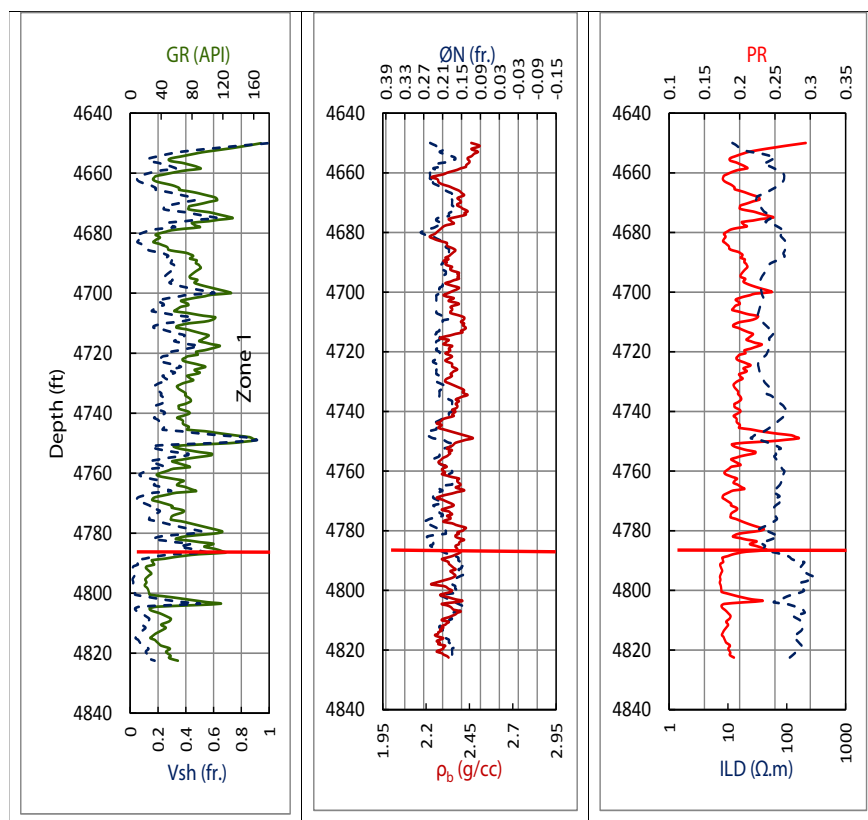 GR (API)
0 40 80 120 160
4640
4660
4680
4700
4720
4740
4760
4780
4800
4820
4840
Depth (ft)
Zone 1
0 0.2 0.4 0.6 0.8 1
Vsh (fr.)
ØN (fr.)
0.39 0.33 0.27 0.21 0.15 0.09 0.03 -0.03 -0.09 -0.15
4640
4660
4680
4700
4720
4740
4760
4780
4800
4820
4840
1.95 2.2 2.45 2.7 2.95
ρb (g/cc)
PR
0.1 0.15 0.2 0.25 0.3 0.35
4640
4660
4680
4700
4720
4740
4760
4780
4800
4820
4840
1 10 100 1000
ILD (Ω.m)